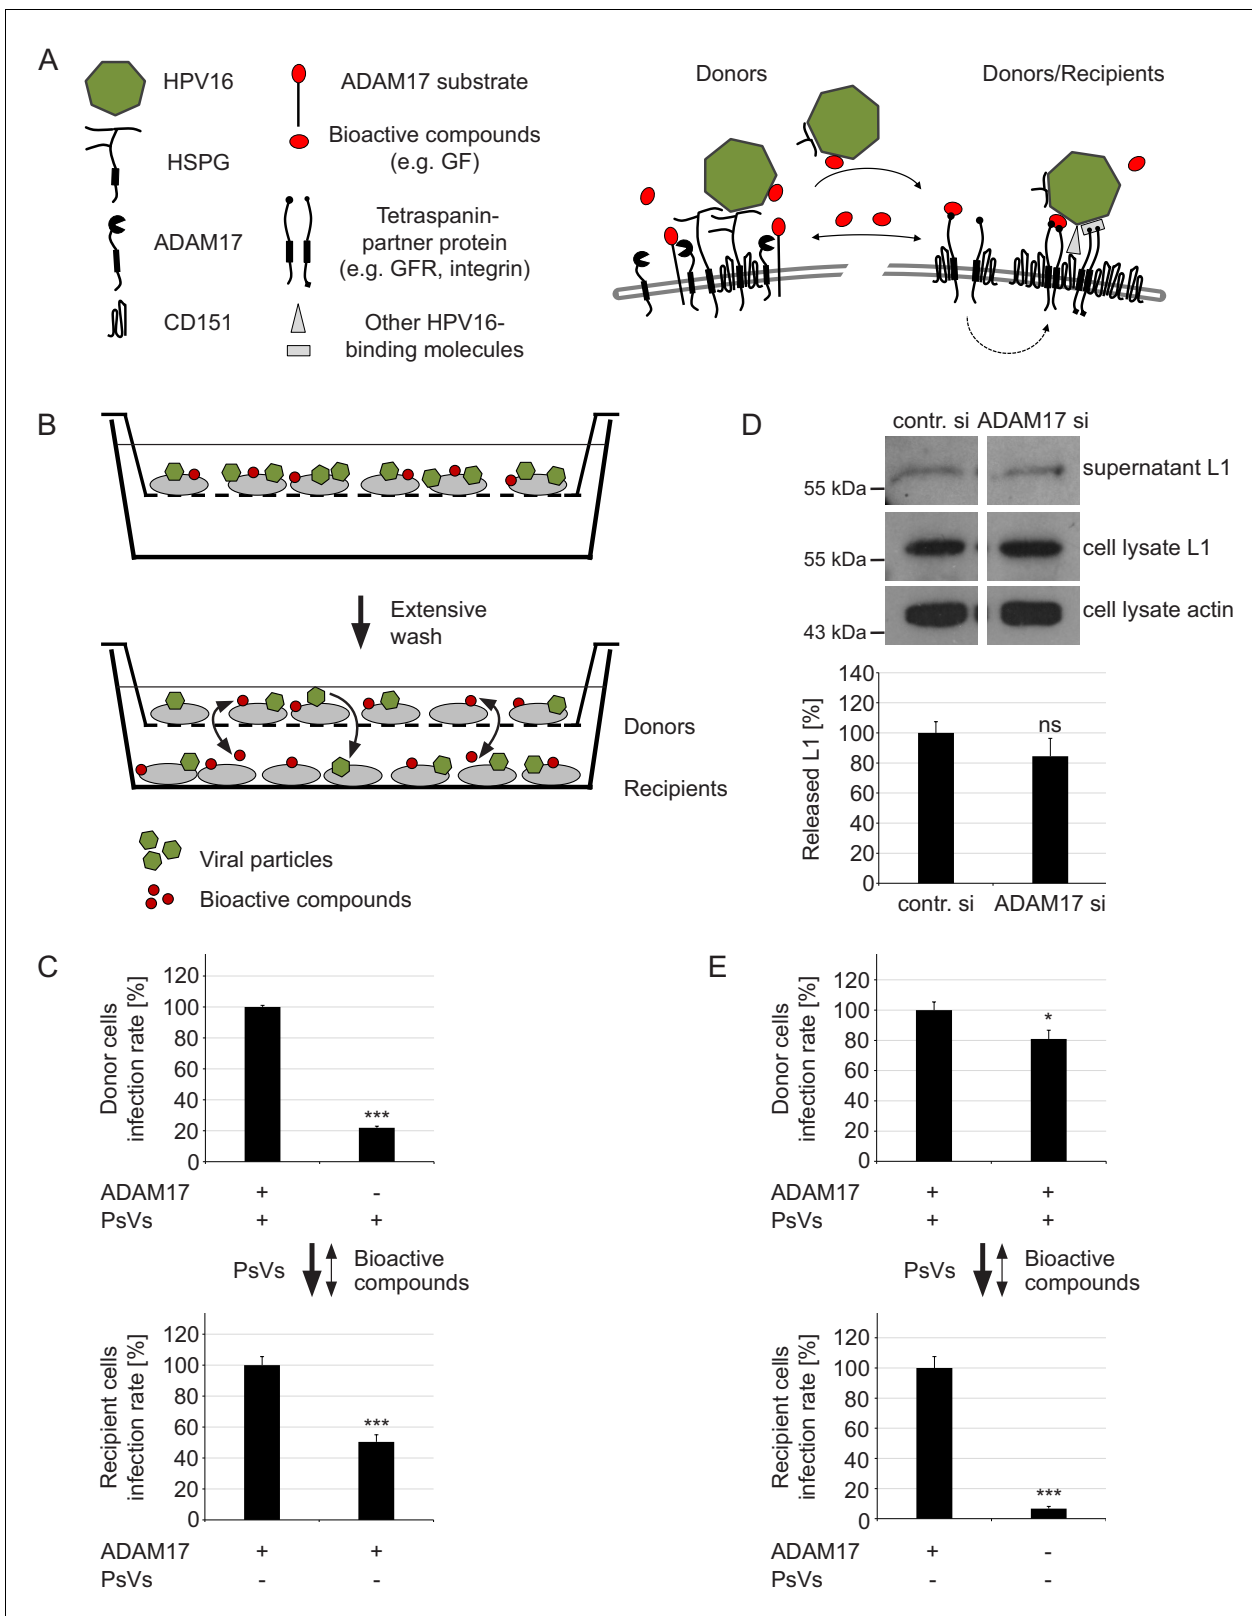 A
HPV16
HSPG
ADAM17
CD151
ADAM17 substrate
Bioactive compounds
(e.g. GF)
Tetraspanin-
partner protein
(e.g. GFR, integrin)
Other HPV16-
binding molecules
Donors
Donors/Recipients
B
Extensive
wash
Donors
Recipients
Viral particles
Bioactive compounds
D
contr. si ADAM17 si
supernatant L1
55 kDa
cell lysate L1
55 kDa
cell lysate actin
43 kDa
Released L1 [%]
140
120
100
80
60
40
20
0
ns
contr. si ADAM17 si
C
Donor cells
infection rate [%]
120
100
80
60
40
20
0
***
ADAM17 + -
PsVs + +
PsVs
Bioactive
compounds
Recipient cells
infection rate [%]
120
100
80
60
40
20
0
***
ADAM17 + +
PsVs - -
E
Donor cells
infection rate [%]
120
100
80
60
40
20
0
*
ADAM17 + +
PsVs + +
PsVs
Bioactive
compounds
Recipient cells
infection rate [%]
120
100
80
60
40
20
0
***
ADAM17 + -
PsVs - -